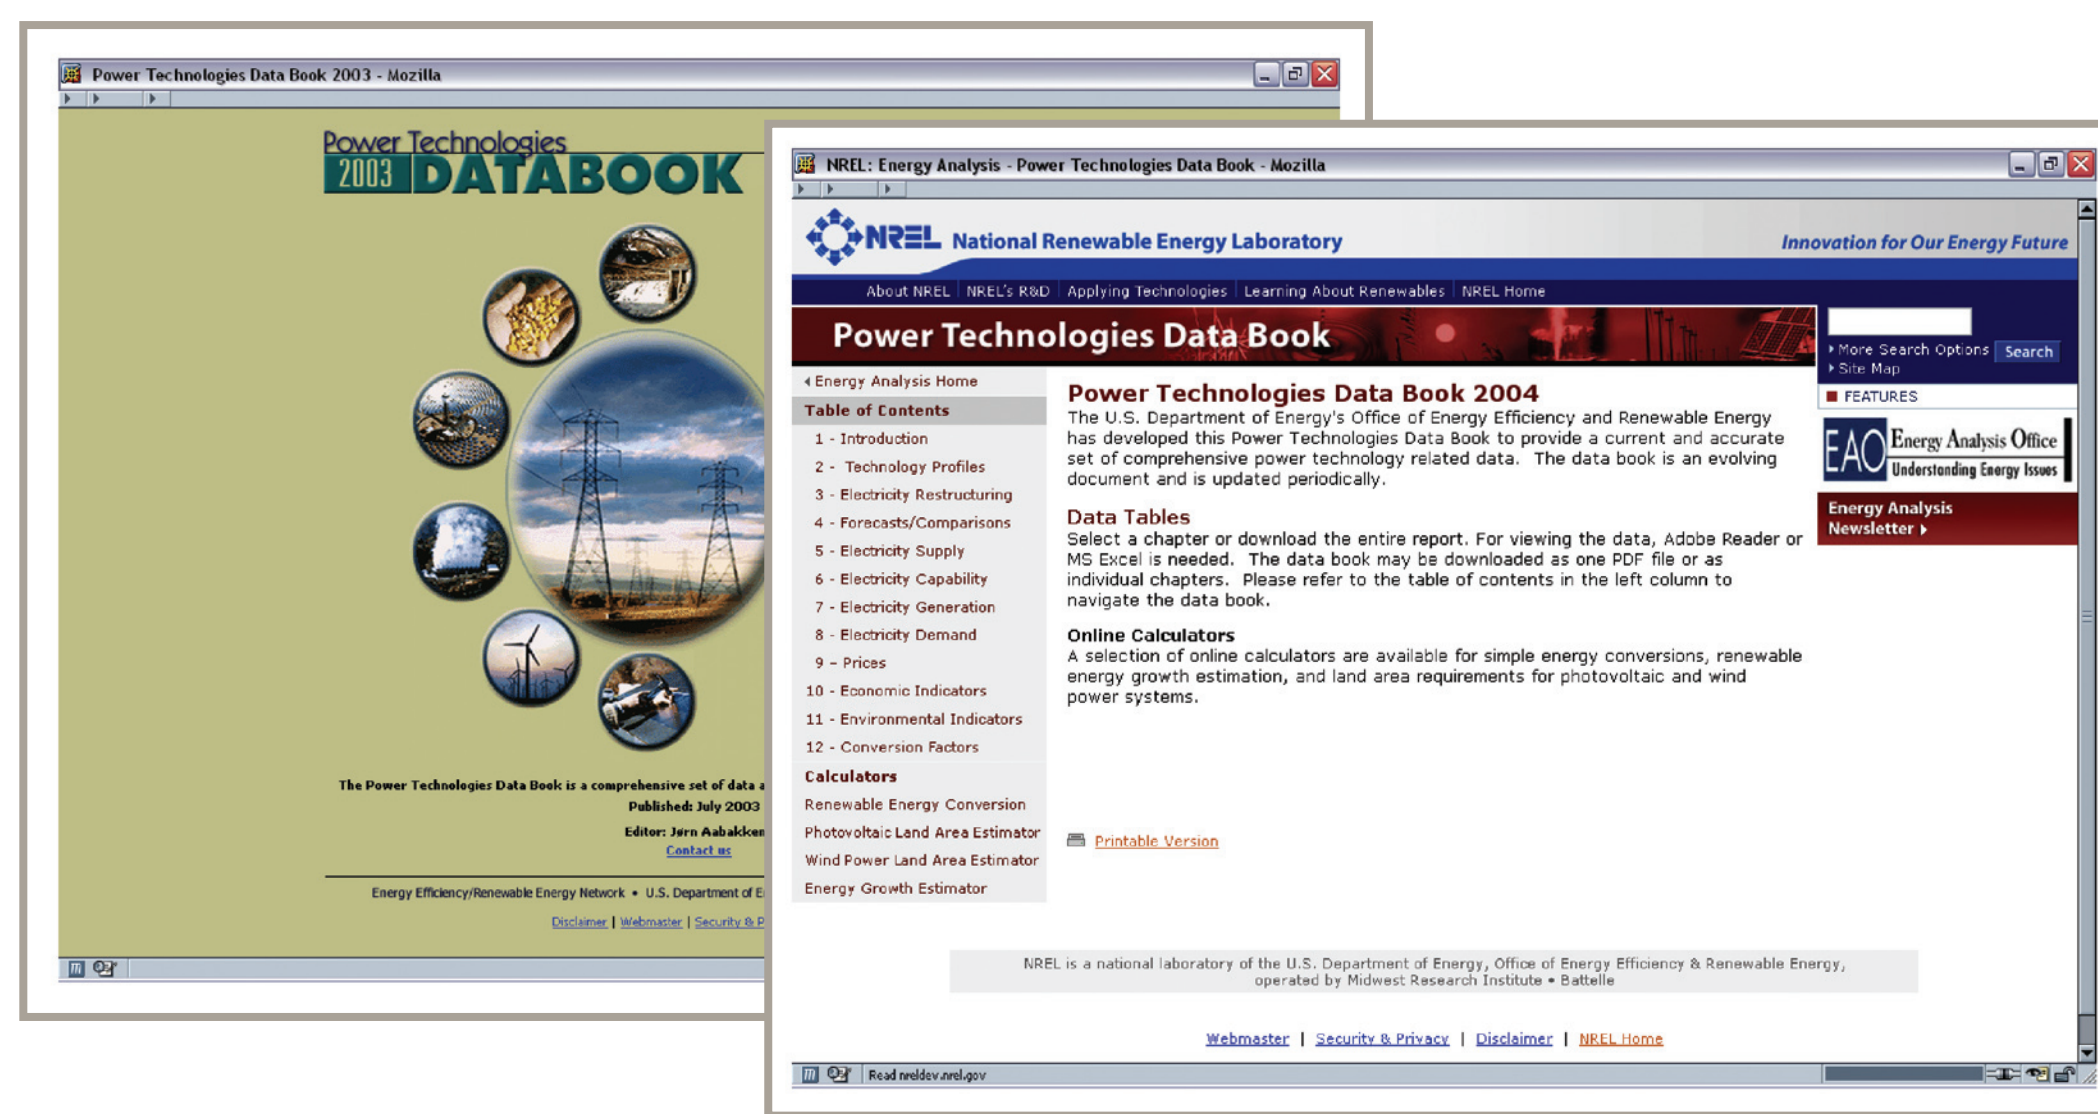 Power Technologies Data Book 2003 - Mozilla
Power Technologies
2003 DATABOOK
The Power Technologies Data Book is a comprehensive set of data
Published: July 2003
Editor: Jørn Aabakken
Contact us
Energy Efficiency/Renewable Energy Network • U.S. Department of
Disclaimer | Webmaster | Security &
NREL: Energy Analysis - Power Technologies Data Book - Mozilla
NREL National Renewable Energy Laboratory
Innovation for Our Energy Future
About NREL | NREL's R&D | Applying Technologies | Learning About Renewables | NREL Home
Power Technologies Data Book
More Search Options Search
Site Map
Energy Analysis Home
Table of Contents
1 - Introduction
2 - Technology Profiles
3 - Electricity Restructuring
4 - Forecasts/Comparisons
5 - Electricity Supply
6 - Electricity Capability
7 - Electricity Generation
8 - Electricity Demand
9 – Prices
10 - Economic Indicators
11 - Environmental Indicators
12 - Conversion Factors
Calculators
Renewable Energy Conversion
Photovoltaic Land Area Estimator
Wind Power Land Area Estimator
Energy Growth Estimator
Power Technologies Data Book 2004
The U.S. Department of Energy's Office of Energy Efficiency and Renewable Energy
has developed this Power Technologies Data Book to provide a current and accurate
set of comprehensive power technology related data. The data book is an evolving
document and is updated periodically.
Data Tables
Select a chapter or download the entire report. For viewing the data, Adobe Reader or
MS Excel is needed. The data book may be downloaded as one PDF file or as
individual chapters. Please refer to the table of contents in the left column to
navigate the data book.
Online Calculators
A selection of online calculators are available for simple energy conversions, renewable
energy growth estimation, and land area requirements for photovoltaic and wind
power systems.
Printable Version
FEATURES
EAO Energy Analysis Office
Understanding Energy Issues
Energy Analysis
Newsletter
NREL is a national laboratory of the U.S. Department of Energy, Office of Energy Efficiency & Renewable Energy,
operated by Midwest Research Institute • Battelle
Webmaster | Security & Privacy | Disclaimer | NREL Home
Read nreldev.nrel.gov